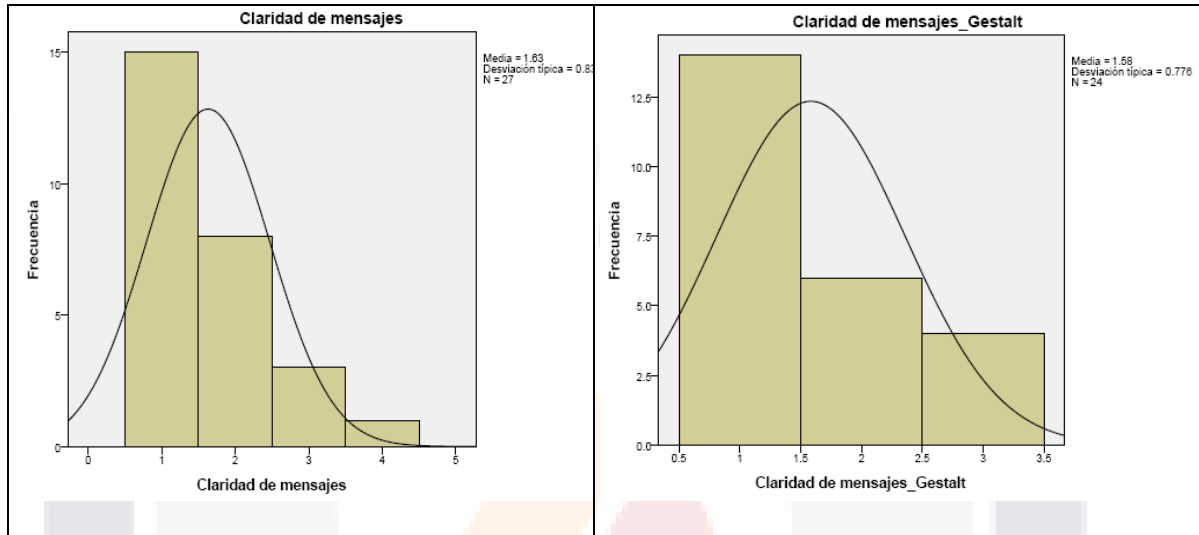 Claridad de mensajes
Media = 1.63
Desviación típica = 0.83
N = 27
15
10
5
0
Frecuencia
0 1 2 3 4 5
Claridad de mensajes
Claridad de mensajes_Gestalt
Media = 1.58
Desviación típica = 0.776
N = 24
12.5
10.0
7.5
5.0
2.5
0.0
Frecuencia
0.5 1 1.5 2 2.5 3 3.5
Claridad de mensajes_Gestalt